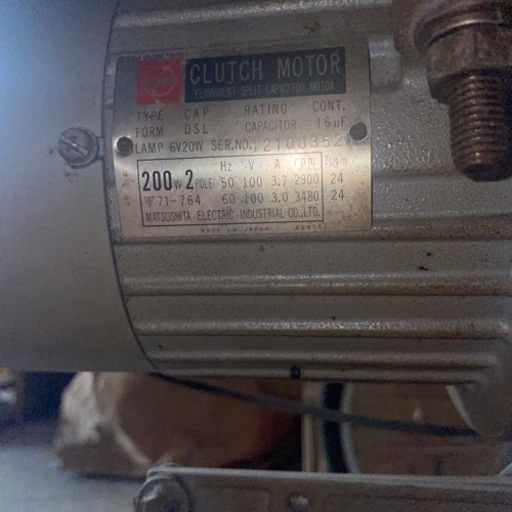 CLUTCH MOTOR
PERMANENT-SPLIT CAPACITOR MOTOR
TYPE CAP RATING CONT.
FORM DSL CAPACITOR 16μF
LAMP 6V20W SER.NO.
Hz V A rpm
200W 2 POLE 50 100 3.7 2900 24
71-764 60 100 3.0 3480 24
MATSUSHITA ELECTRIC INDUSTRIAL CO.,LTD.
MADE IN JAPAN